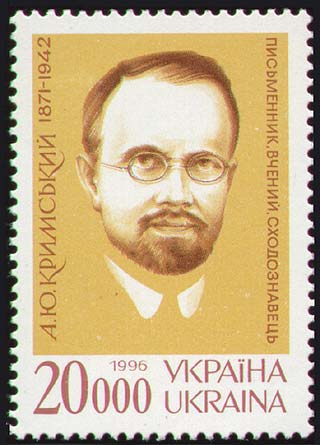 А.Ю.КРИМСЬКИЙ 1871-1942
ПИСЬМЕННИК, ВЧЕНИЙ, СХОДОЗНАВЕЦЬ
20000
1996
УКРАЇНА
UKRAINA